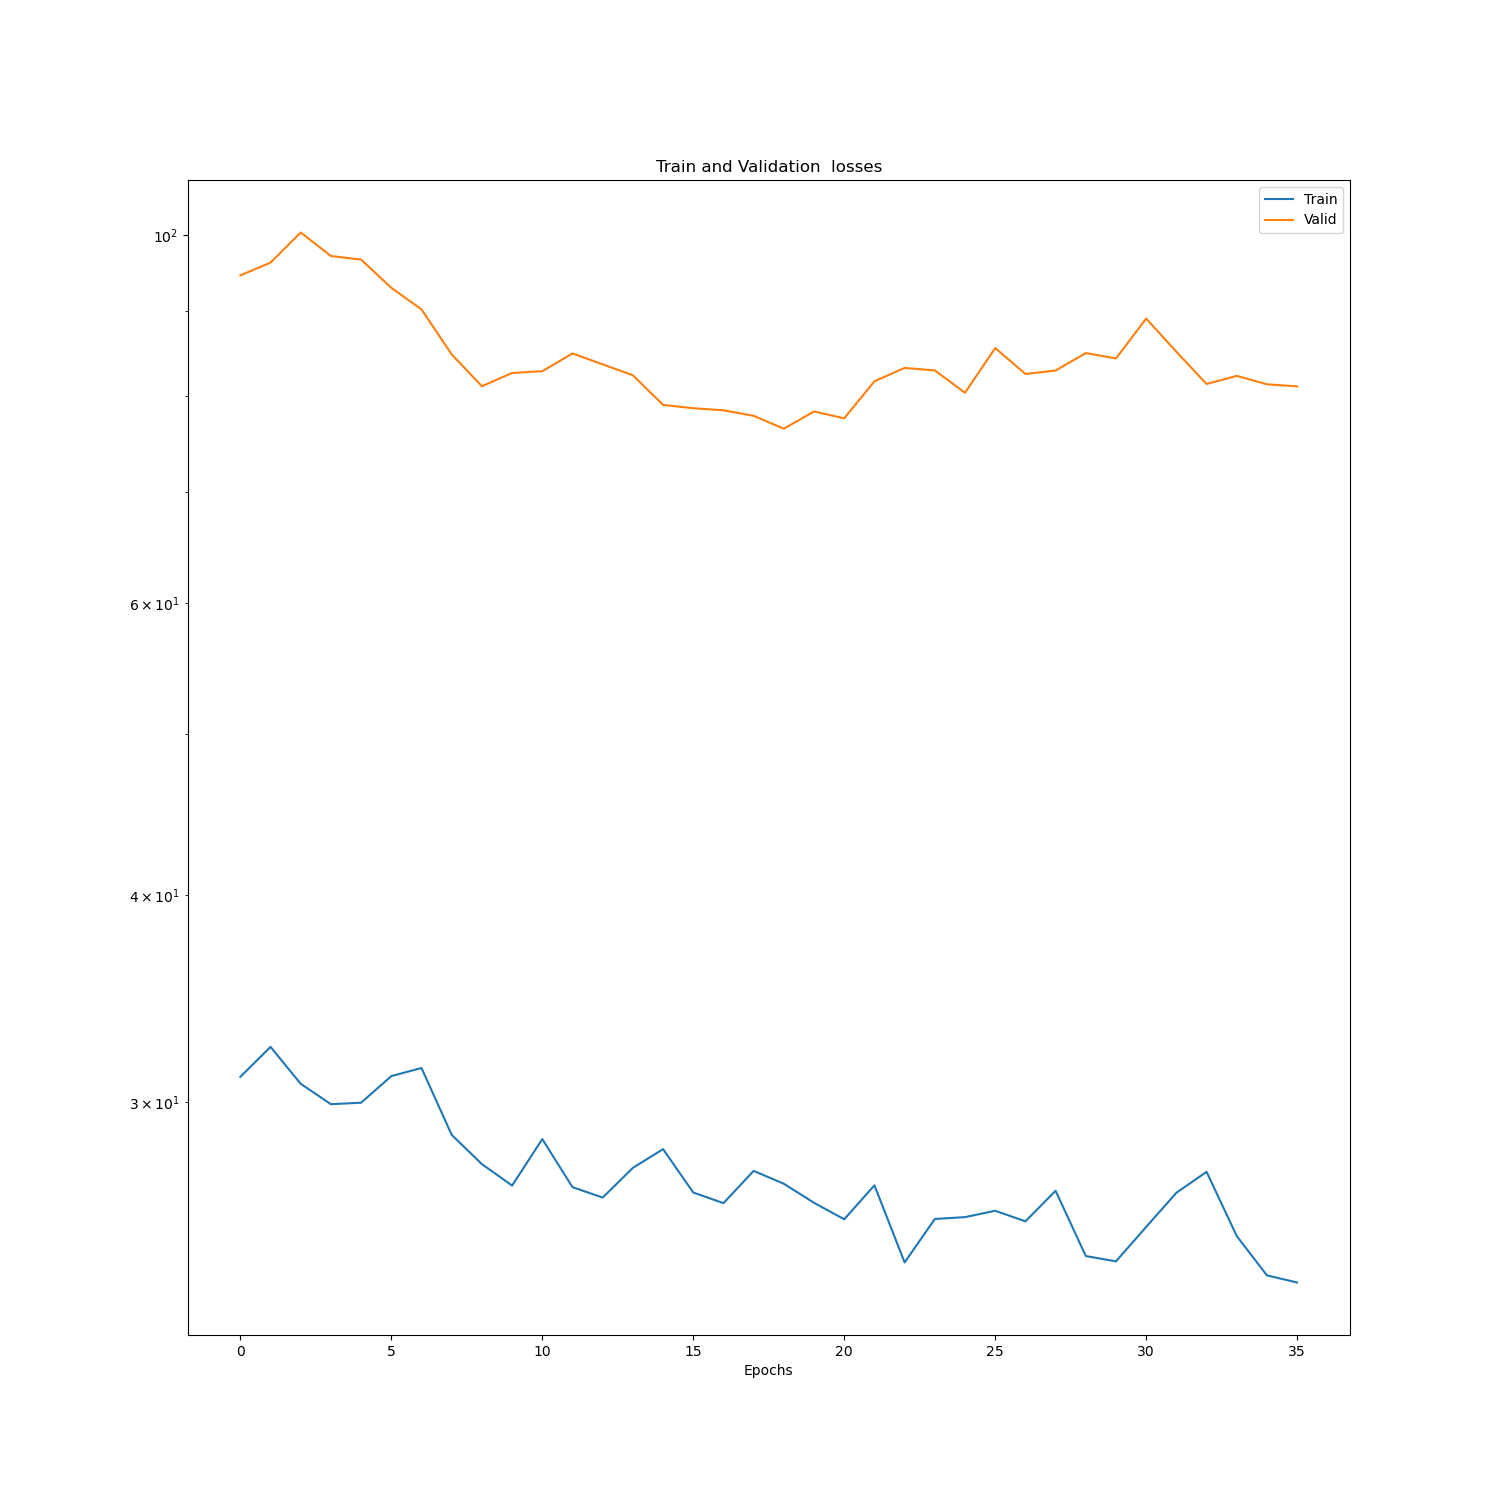 Train and Validation  losses
Train
Valid
10²
6 × 10¹
4 × 10¹
3 × 10¹
0 5 10 15 20 25 30 35
Epochs